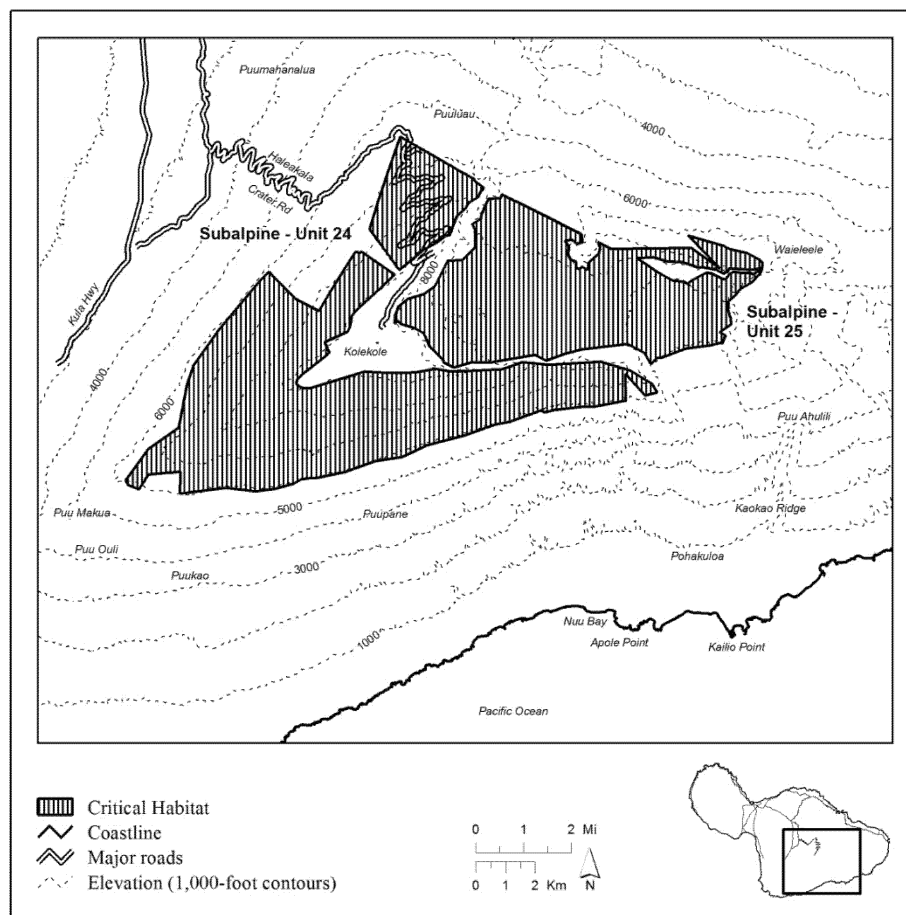 Puumahanalua
Puuluau
4000
Haleakala
Crater Rd
6000
Subalpine - Unit 24
Waieleele
8000
Kula Hwy
Subalpine -
Unit 25
Kolekole
4000
6000
Puu Ahulili
Puu Makua
5000
Puupane
Kaokao Ridge
Puu Ouli
Pohakuloa
Puukao
3000
1000
Nuu Bay
Apole Point
Kailio Point
Pacific Ocean
Critical Habitat
Coastline
Major roads
Elevation (1,000-foot contours)
0 1 2 Mi
0 1 2 Km
N